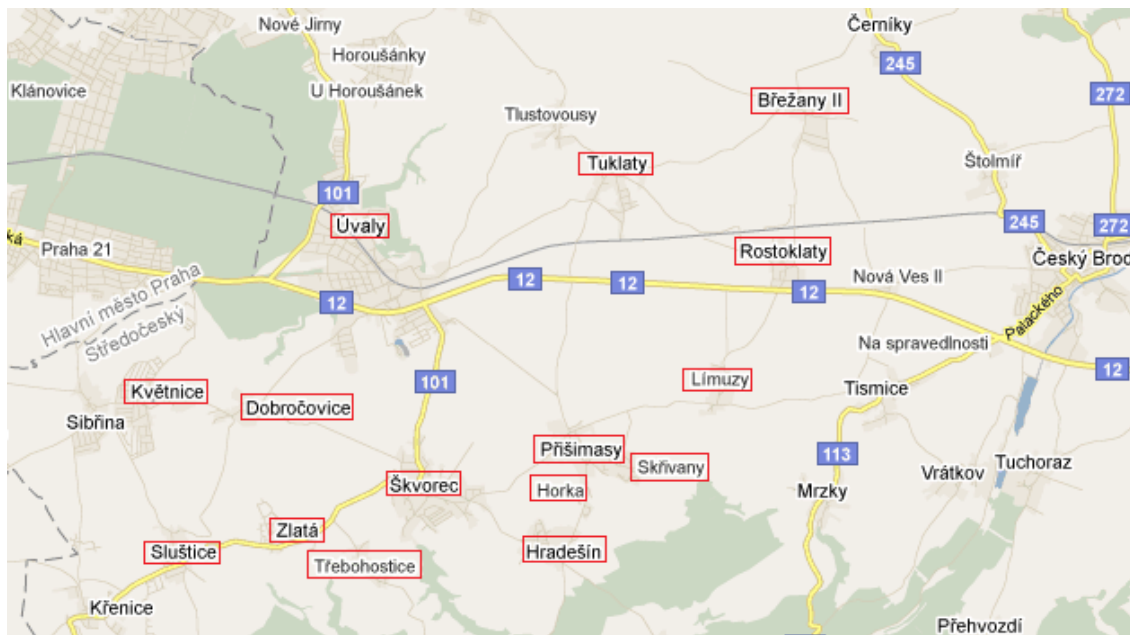 Nové Jirny
Černíky
Horoušánky
245
Klánovice
U Horoušánek
Břežany II
272
Tlustovousy
Tuklaty
Štolmíř
101
Úvaly
245
272
ká
Praha 21
Rostoklaty
Český Brod
12
12
12
12
Nová Ves II
Hlavní město Praha
Středočeský
Palackého
Na spravedlnosti
12
101
Límuzy
Květnice
Tismice
Dobročovice
Sibřina
Přišimasy
113
Skřivany
Tuchoraz
Vrátkov
Škvorec
Horka
Mrzky
Zlatá
Sluštice
Hradešín
Třebohostice
Křenice
Přehvozdí